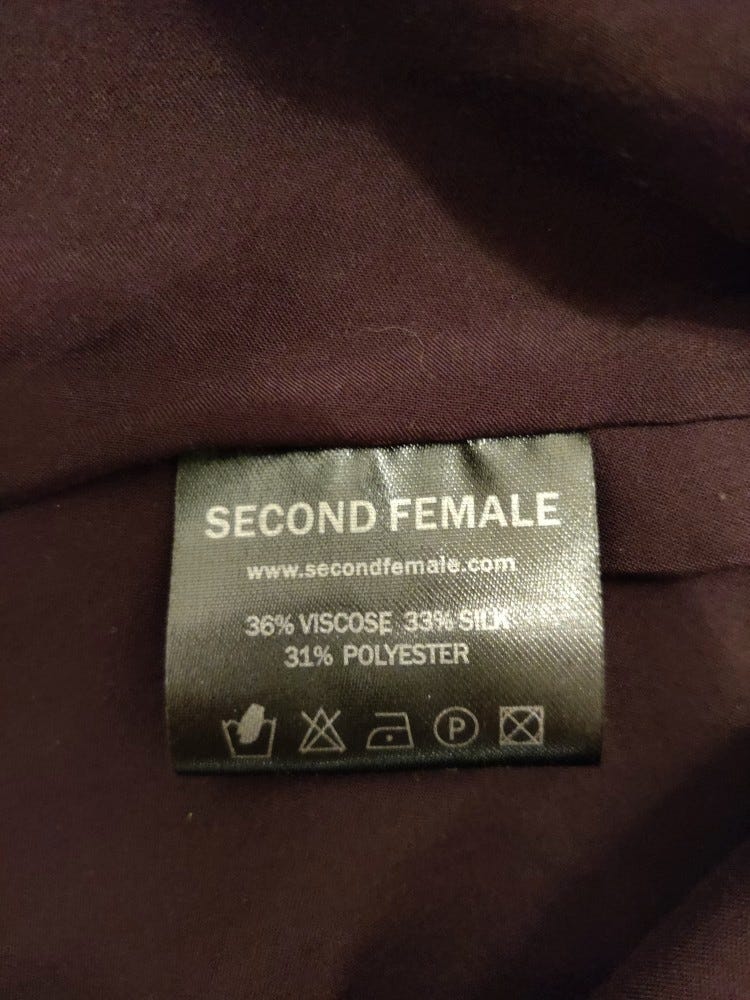 SECOND FEMALE
www.secondfemale.com
36% VISCOSE 33% SILK
31% POLYESTER
P